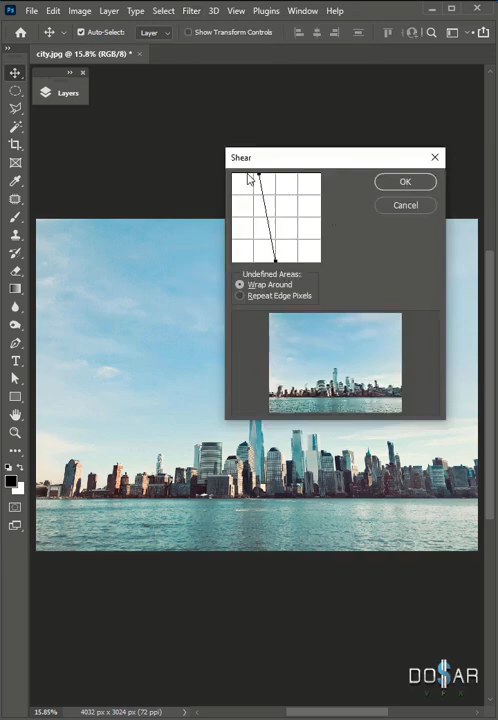 Ps File Edit Image Layer Type Select Filter 3D View Plugins Window Help
Auto-Select: Layer Show Transform Controls
city.jpg @ 15.8% (RGB/8) *
Layers
Shear
OK
Cancel
Undefined Areas:
Wrap Around
Repeat Edge Pixels
DOSAR
VFX
15.85% 4032 px x 3024 px (72 ppi)